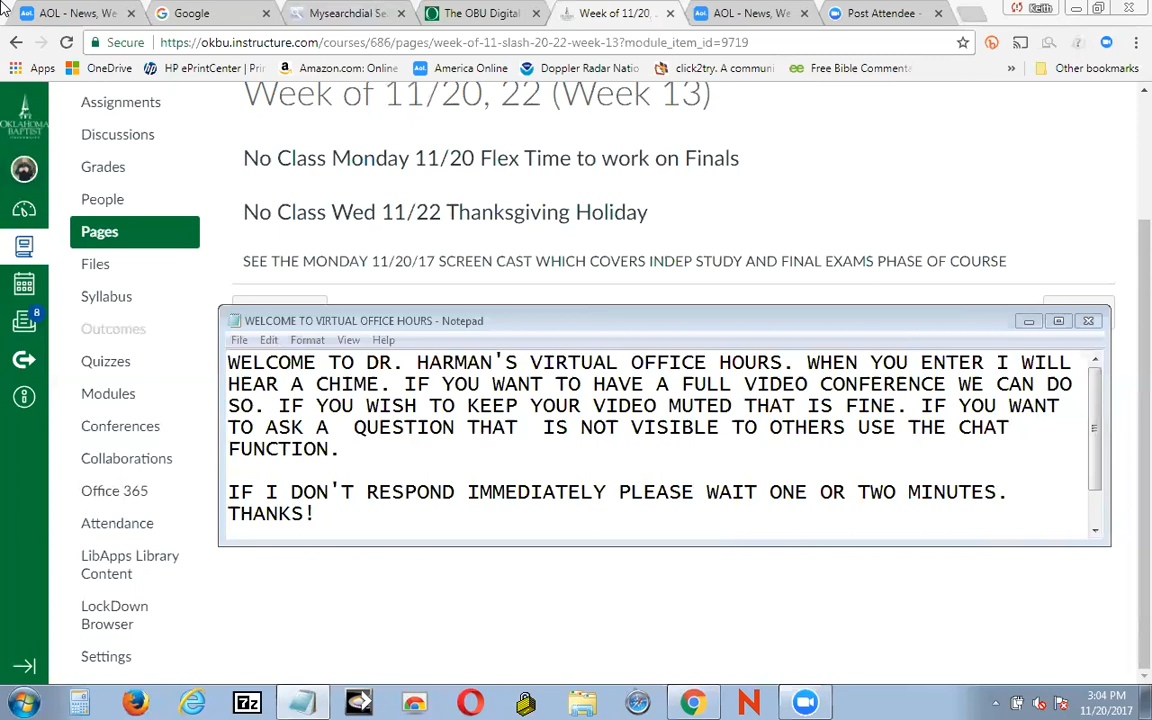 AOL - News, We
Google
Mysearchdial Se
The OBU Digital
Week of 11/20,
AOL - News, We
Post Attendee -
Keith
Secure
https://okbu.instructure.com/courses/686/pages/week-of-11-slash-20-22-week-13?module_item_id=9719
Apps
OneDrive
HP ePrintCenter | Pri
Amazon.com: Online
America Online
Doppler Radar Natio
click2try. A communi
Free Bible Comment
»
Other bookmarks
OKLAHOMA
BAPTIST
8
Assignments
Discussions
Grades
People
Pages
Files
Syllabus
Outcomes
Quizzes
Modules
Conferences
Collaborations
Office 365
Attendance
LibApps Library
Content
LockDown
Browser
Settings
Week of 11/20, 22 (Week 13)
No Class Monday 11/20 Flex Time to work on Finals
No Class Wed 11/22 Thanksgiving Holiday
SEE THE MONDAY 11/20/17 SCREEN CAST WHICH COVERS INDEP STUDY AND FINAL EXAMS PHASE OF COURSE
WELCOME TO VIRTUAL OFFICE HOURS - Notepad
File Edit Format View Help
WELCOME TO DR. HARMAN'S VIRTUAL OFFICE HOURS. WHEN YOU ENTER I WILL
HEAR A CHIME. IF YOU WANT TO HAVE A FULL VIDEO CONFERENCE WE CAN DO
SO. IF YOU WISH TO KEEP YOUR VIDEO MUTED THAT IS FINE. IF YOU WANT
TO ASK A  QUESTION THAT  IS NOT VISIBLE TO OTHERS USE THE CHAT
FUNCTION.
IF I DON'T RESPOND IMMEDIATELY PLEASE WAIT ONE OR TWO MINUTES.
THANKS!
7z
3:04 PM
11/20/2017